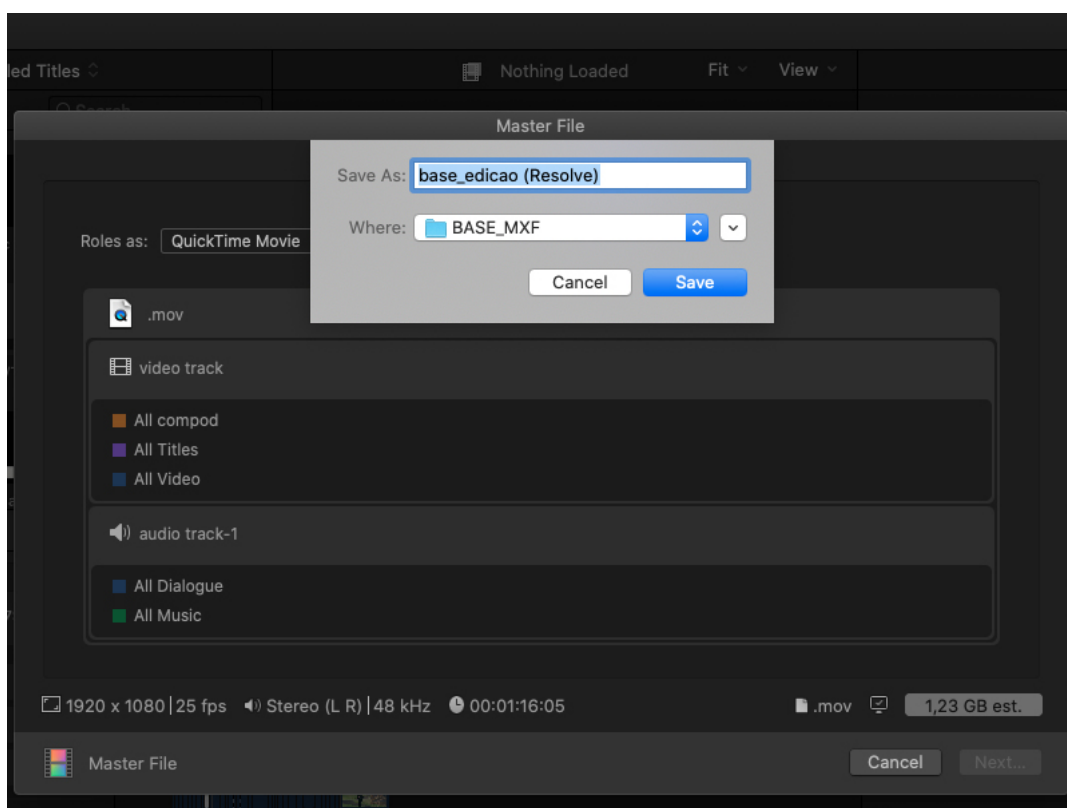 led Titles
Nothing Loaded
Fit
View
Search
Master File
Save As: base_edicao (Resolve)
Where: BASE_MXF
Cancel
Save
Roles as: QuickTime Movie
.mov
video track
All compod
All Titles
All Video
audio track-1
All Dialogue
All Music
1920 x 1080|25 fps Stereo (L R)|48 kHz 00:01:16:05 .mov 1,23 GB est.
Master File
Cancel
Next...